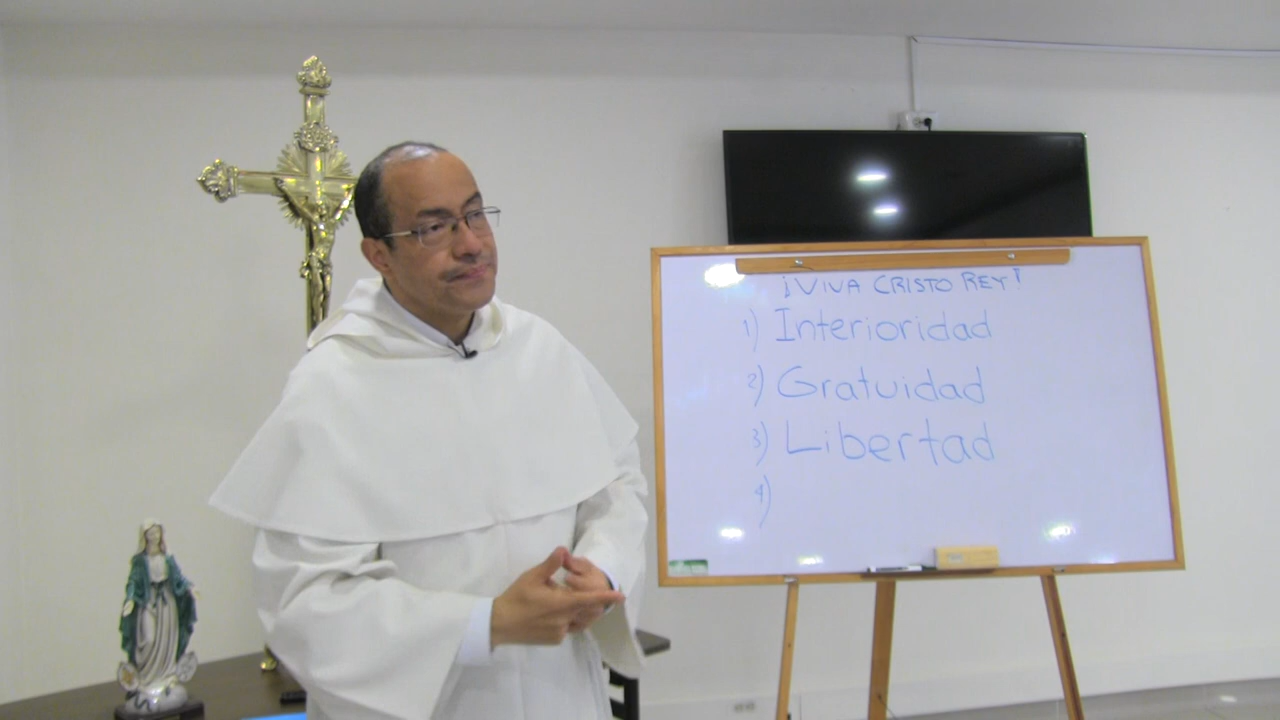 ¡VIVA CRISTO REY!
1) Interioridad
2) Gratuidad
3) Libertad
4)